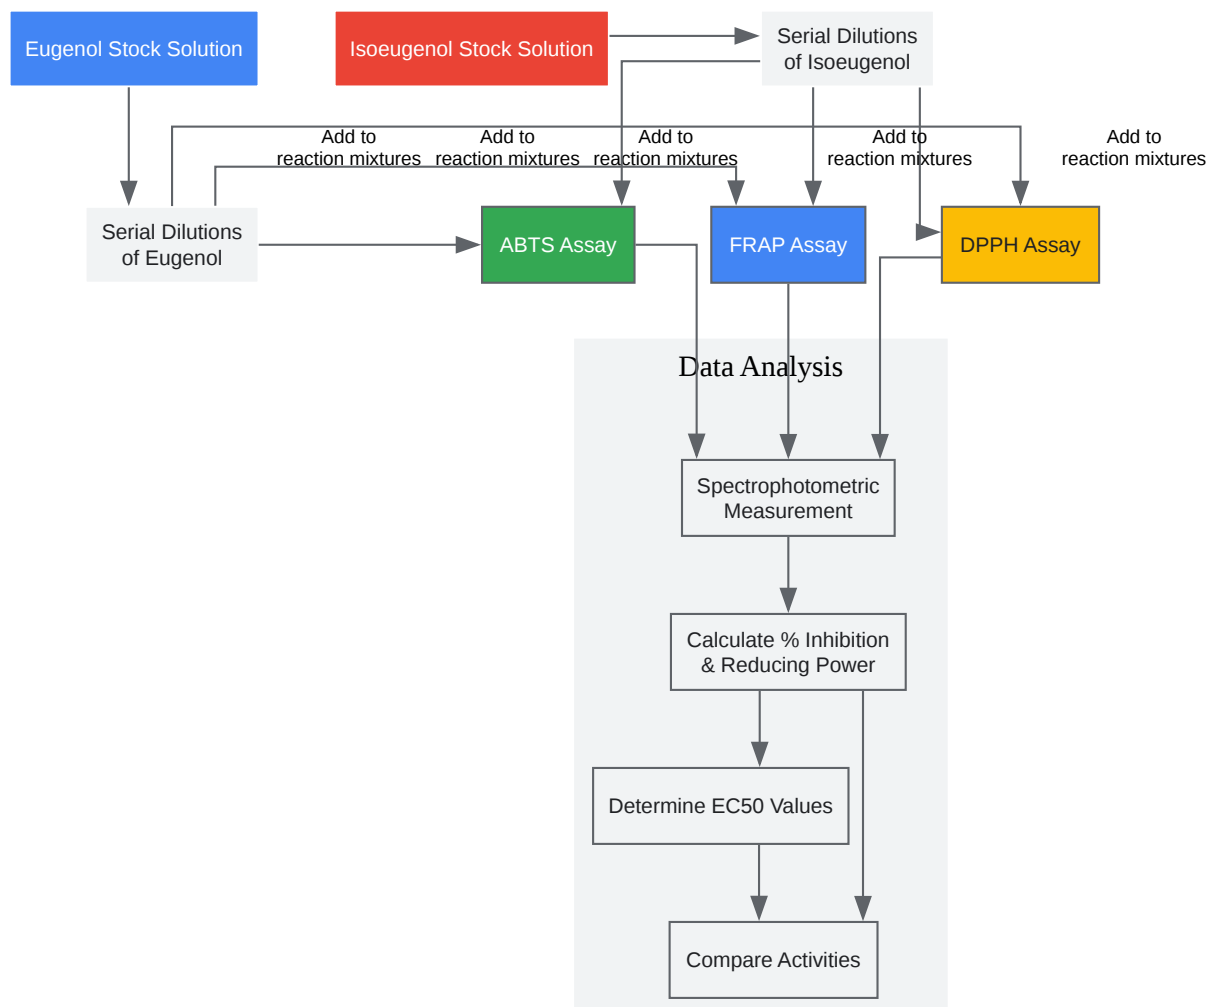 Eugenol Stock Solution
Isoeugenol Stock Solution
Serial Dilutions
of Isoeugenol
Add to
reaction mixtures
Add to
reaction mixtures
Add to
reaction mixtures
Add to
reaction mixtures
Add to
reaction mixtures
Serial Dilutions
of Eugenol
ABTS Assay
FRAP Assay
DPPH Assay
Data Analysis
Spectrophotometric
Measurement
Calculate % Inhibition
& Reducing Power
Determine EC50 Values
Compare Activities